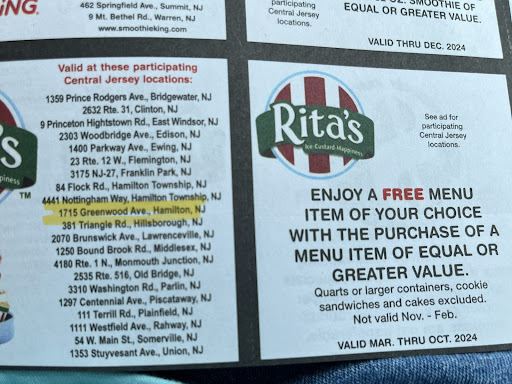 NG
462 Springfield Ave., Summit, NJ
9 Mt. Bethel Rd., Warren, NJ
www.smoothieking.com
participating
Central Jersey
locations.
OZ. SMOOTHIE OF
EQUAL OR GREATER VALUE.
VALID THRU DEC. 2024
Valid at these participating
Central Jersey locations:
1359 Prince Rodgers Ave., Bridgewater, NJ
2632 Rte. 31, Clinton, NJ
9 Princeton Hightstown Rd., East Windsor, NJ
2303 Woodbridge Ave., Edison, NJ
1400 Parkway Ave., Ewing, NJ
23 Rte. 12 W., Flemington, NJ
3175 NJ-27, Franklin Park, NJ
84 Flock Rd., Hamilton Township, NJ
4441 Nottingham Way, Hamilton Township, NJ
1715 Greenwood Ave., Hamilton, NJ
381 Triangle Rd., Hillsborough, NJ
2070 Brunswick Ave., Lawrenceville, NJ
1250 Bound Brook Rd., Middlesex, NJ
4180 Rte. 1 N., Monmouth Junction, NJ
2535 Rte. 516, Old Bridge, NJ
3310 Washington Rd., Parlin, NJ
1297 Centennial Ave., Piscataway, NJ
111 Terrill Rd., Plainfield, NJ
1111 Westfield Ave., Rahway, NJ
54 W. Main St., Somerville, NJ
1353 Stuyvesant Ave., Union, NJ
s
piness
TM
Rita's
Ice·Custard·Happiness
See ad for
participating
Central Jersey
locations.
ENJOY A FREE MENU
ITEM OF YOUR CHOICE
WITH THE PURCHASE OF A
MENU ITEM OF EQUAL OR
GREATER VALUE.
Quarts or larger containers, cookie
sandwiches and cakes excluded.
Not valid Nov. - Feb.
VALID MAR. THRU OCT. 2024